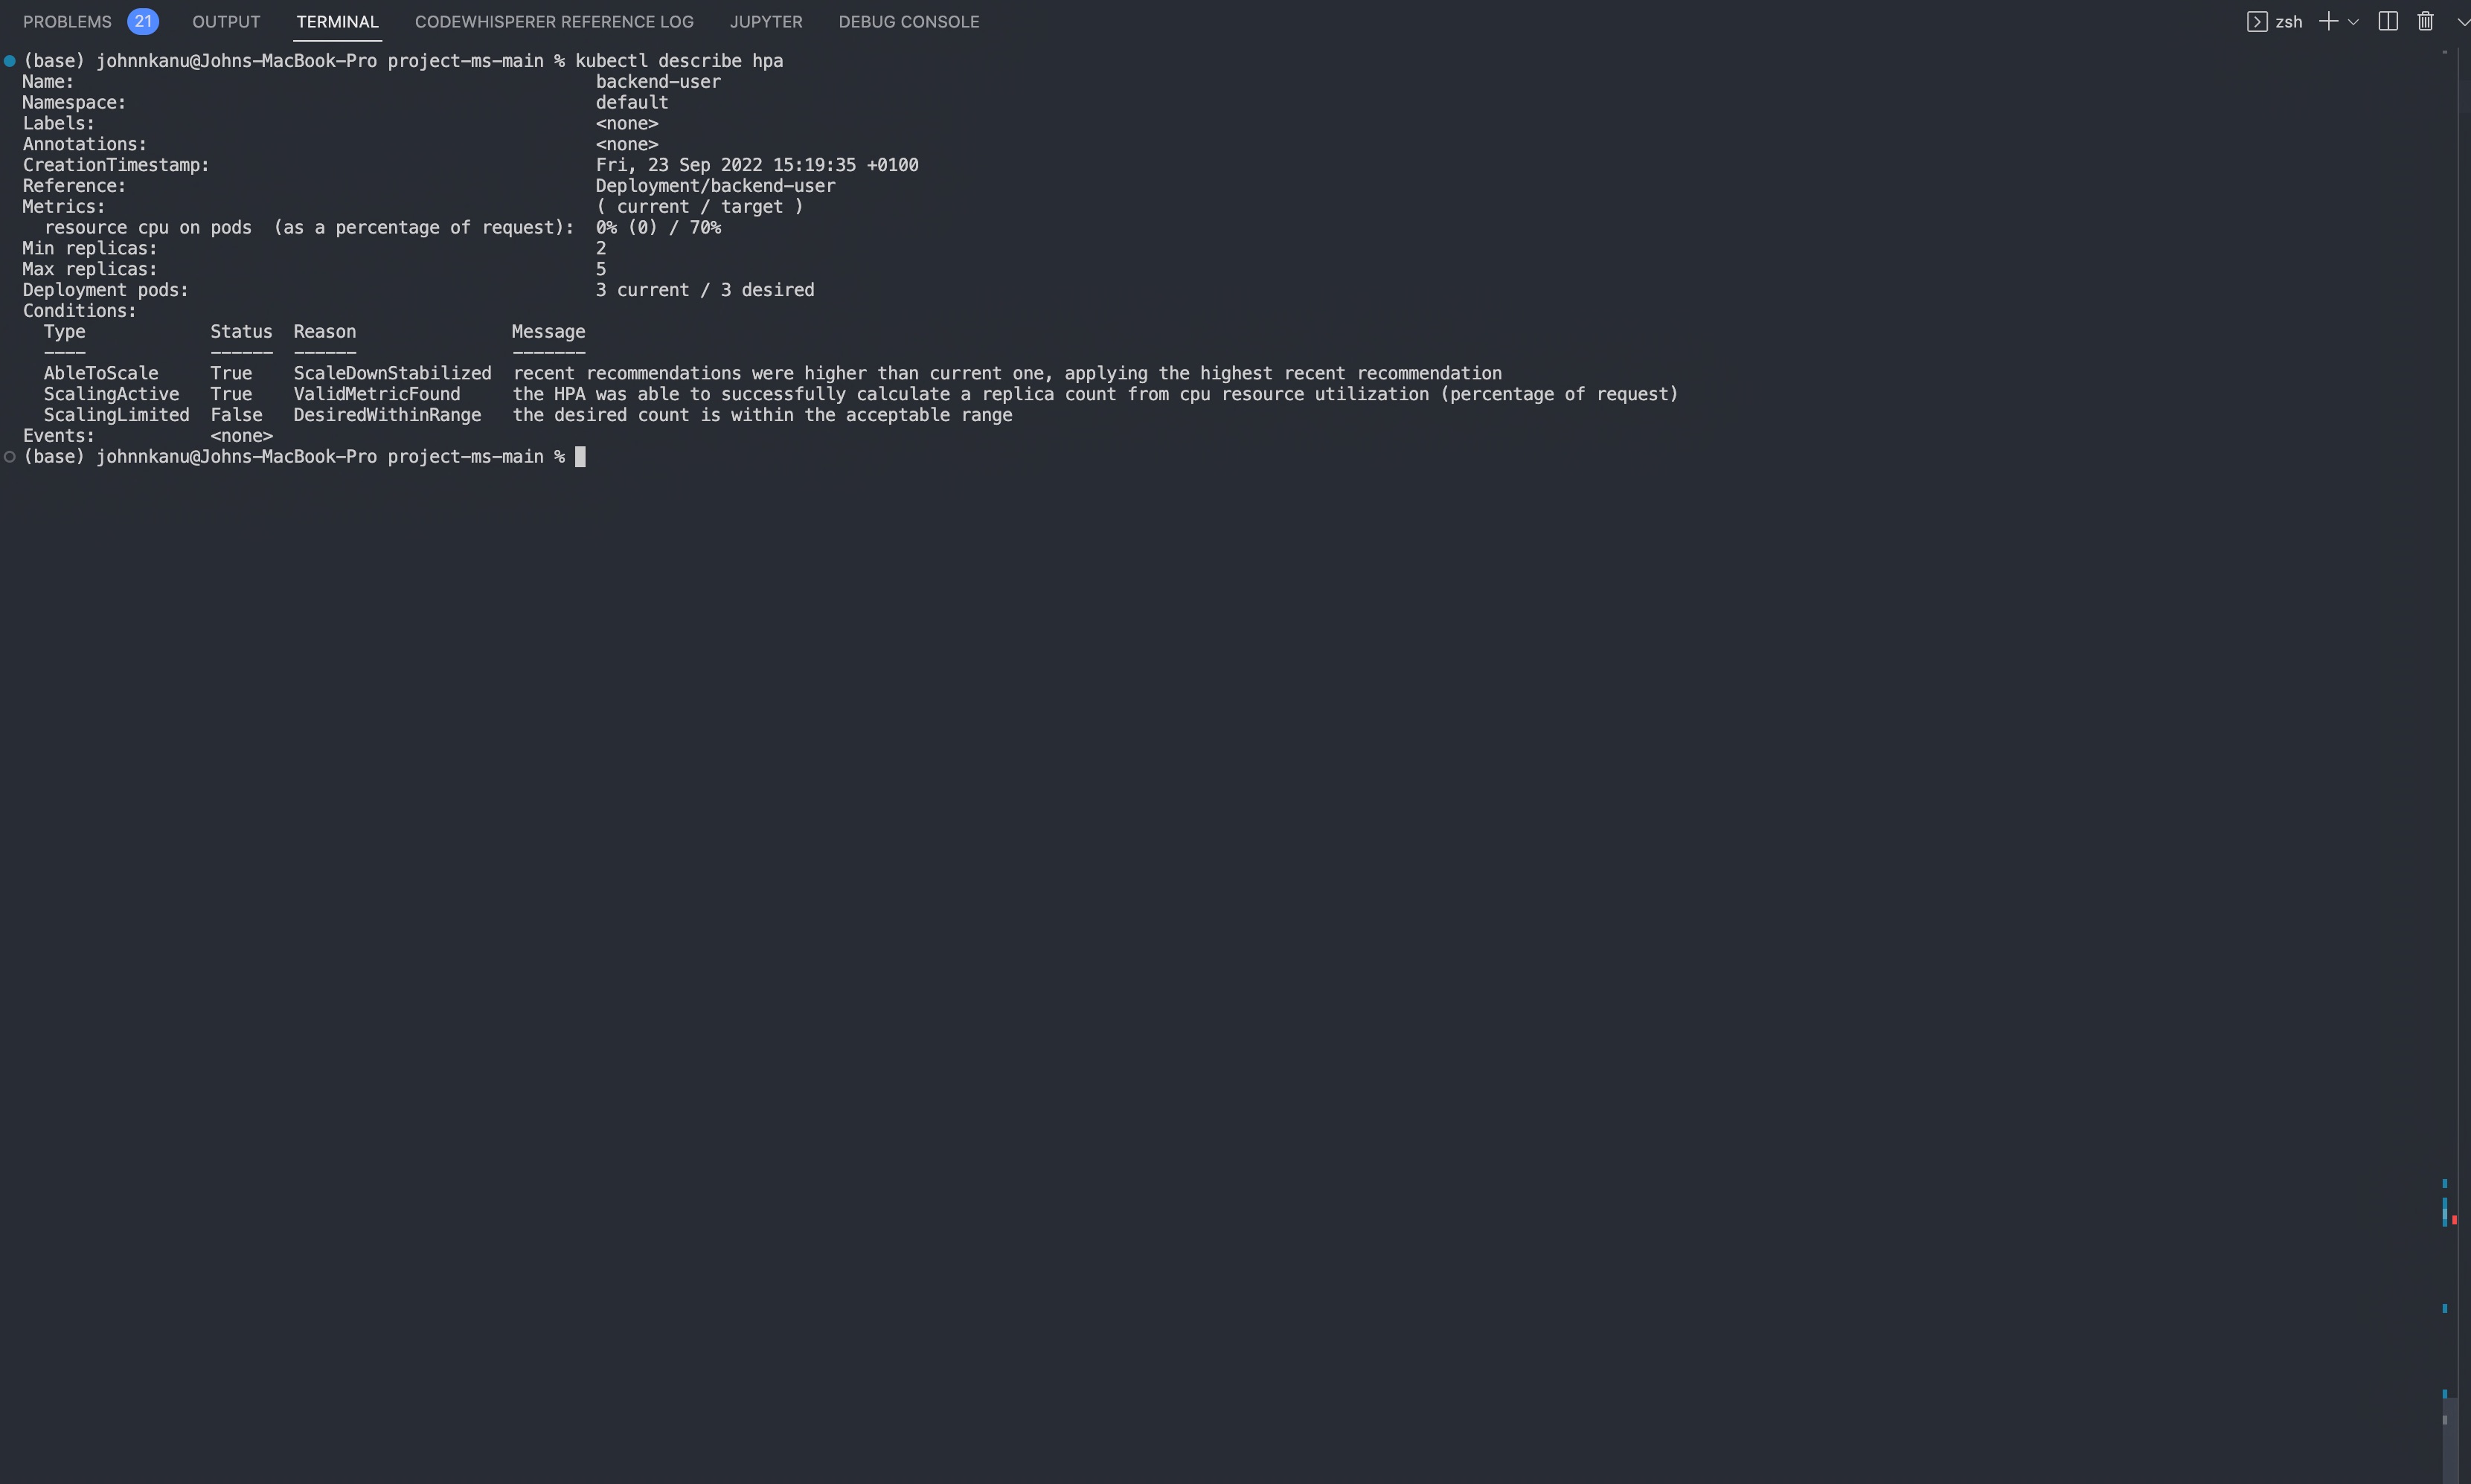 PROBLEMS 21 OUTPUT TERMINAL CODEWHISPERER REFERENCE LOG JUPYTER DEBUG CONSOLE zsh
(base) johnnkanu@Johns-MacBook-Pro project-ms-main % kubectl describe hpa
Name: backend-user
Namespace: default
Labels: <none>
Annotations: <none>
CreationTimestamp: Fri, 23 Sep 2022 15:19:35 +0100
Reference: Deployment/backend-user
Metrics: ( current / target )
resource cpu on pods (as a percentage of request): 0% (0) / 70%
Min replicas: 2
Max replicas: 5
Deployment pods: 3 current / 3 desired
Conditions:
Type Status Reason Message
---- ------ ------ -------
AbleToScale True ScaleDownStabilized recent recommendations were higher than current one, applying the highest recent recommendation
ScalingActive True ValidMetricFound the HPA was able to successfully calculate a replica count from cpu resource utilization (percentage of request)
ScalingLimited False DesiredWithinRange the desired count is within the acceptable range
Events: <none>
(base) johnnkanu@Johns-MacBook-Pro project-ms-main %